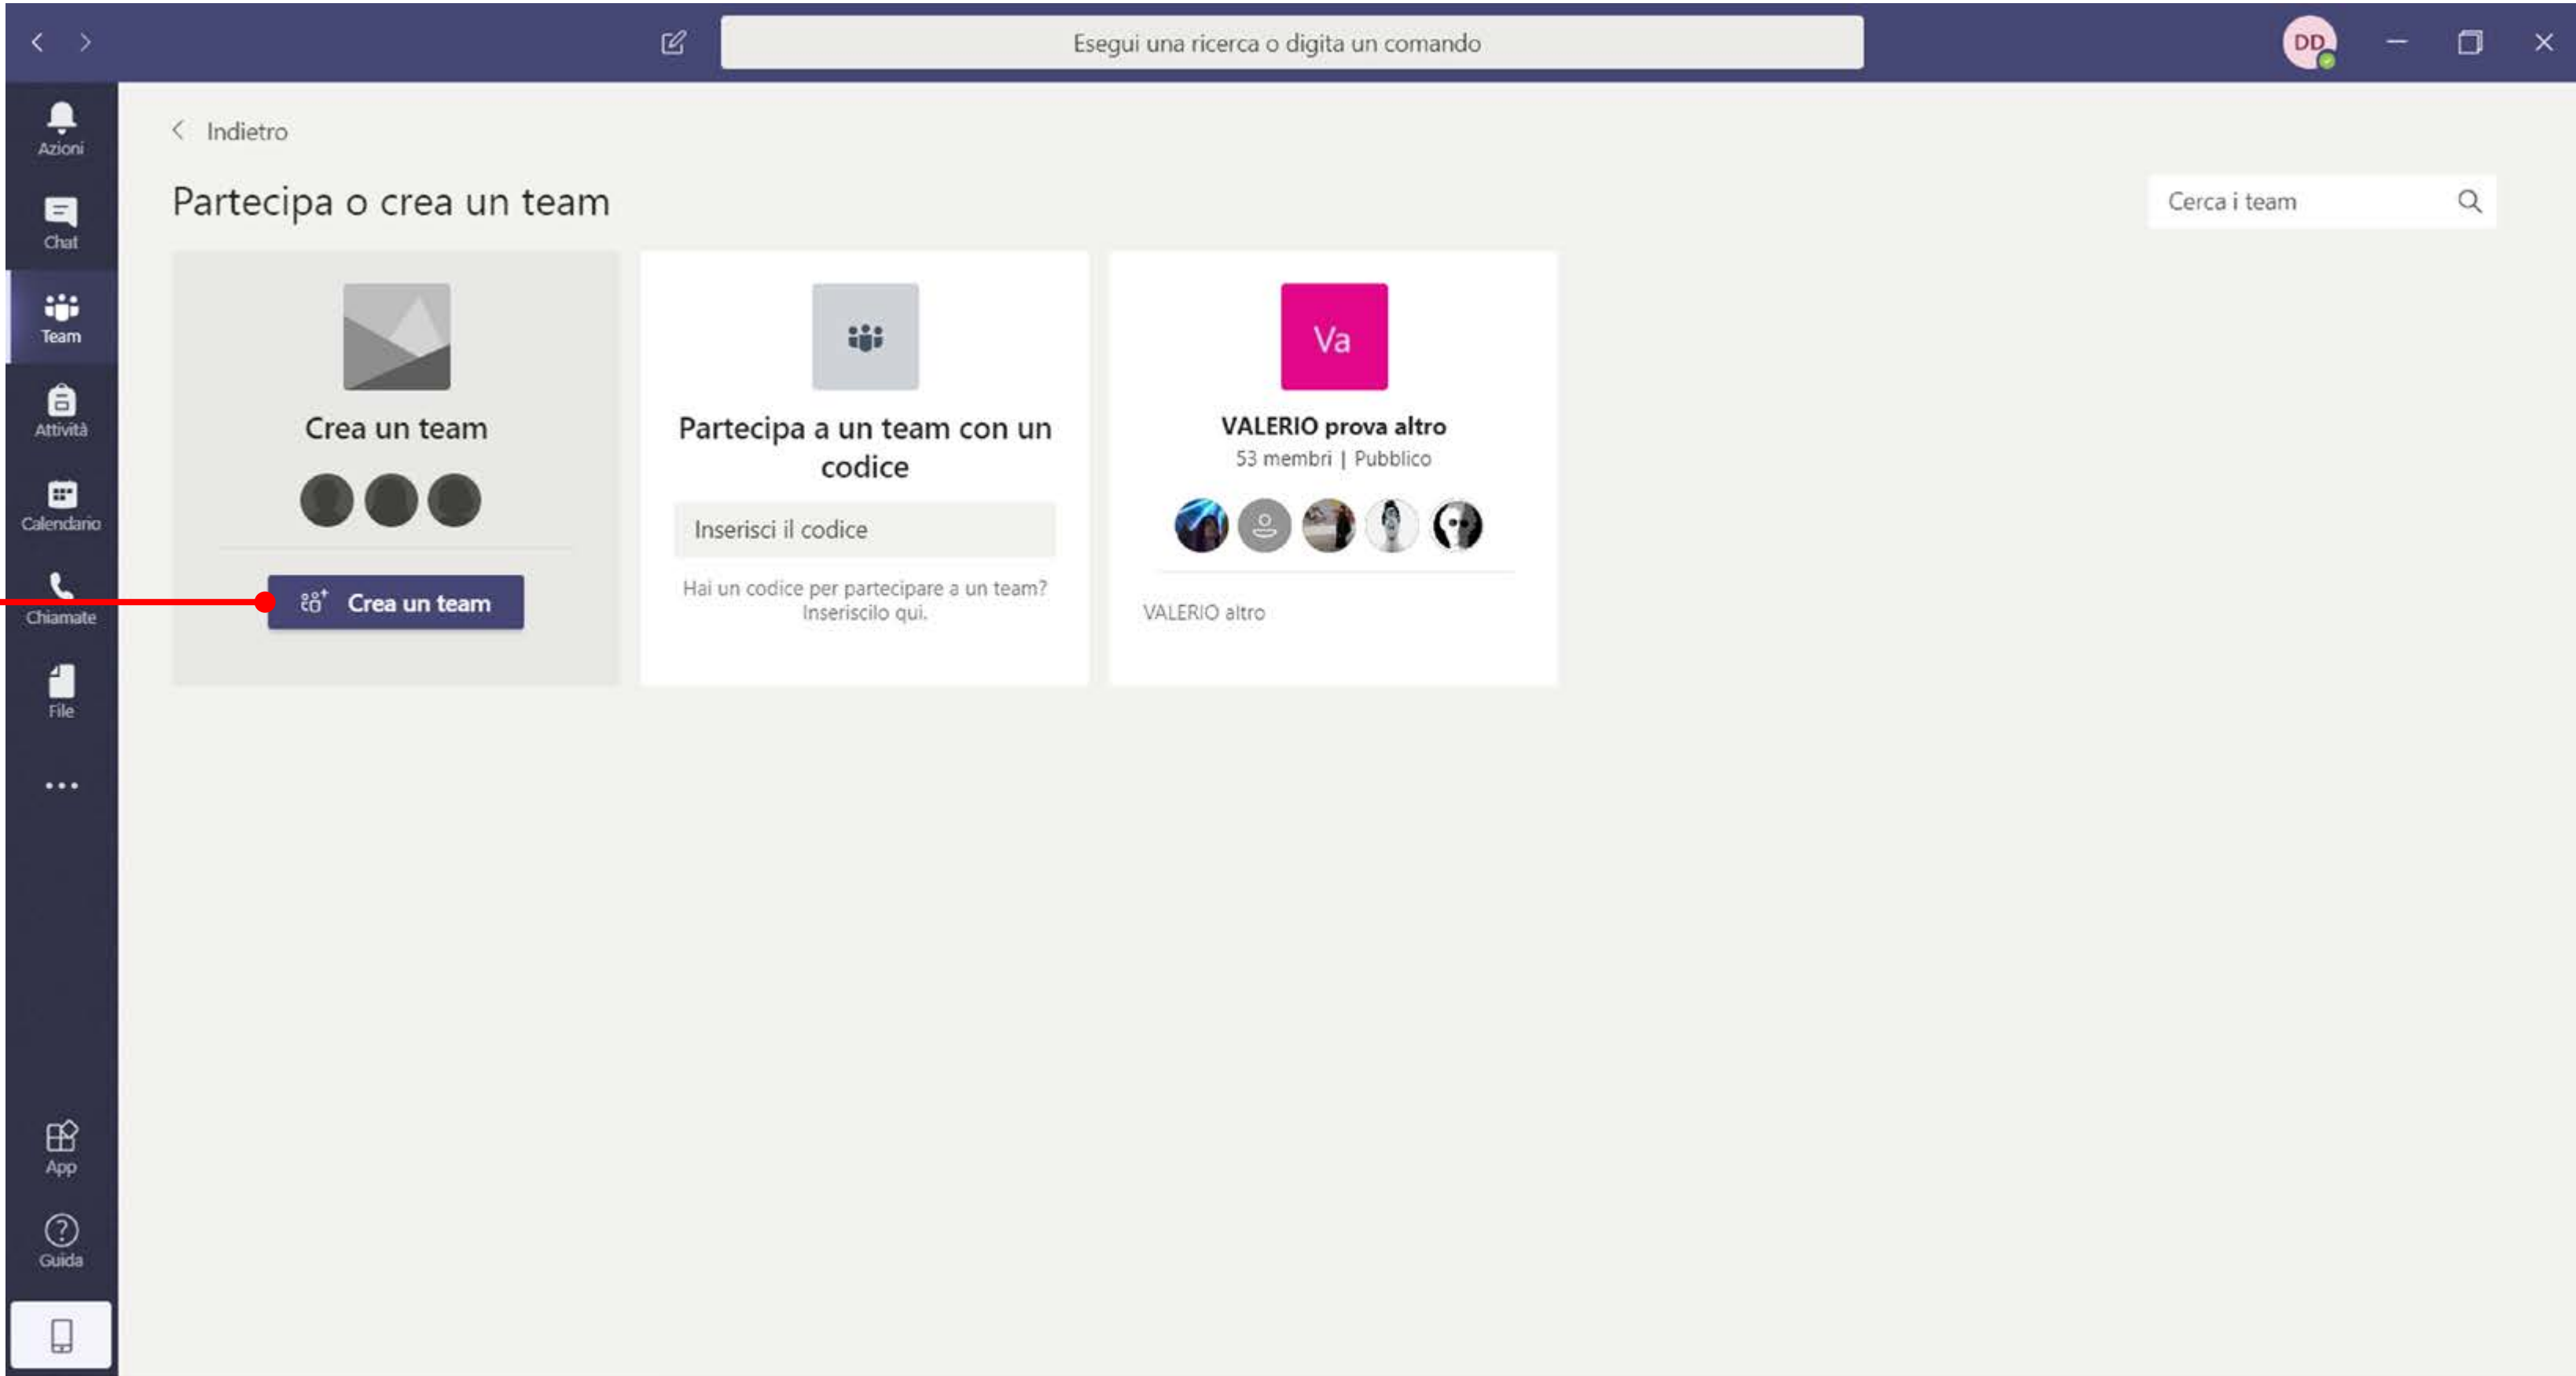 Esegui una ricerca o digita un comando
DD
Azioni
Chat
Team
Attività
Calendario
Chiamate
File
App
Guida
Indietro
Partecipa o crea un team
Cerca i team
Crea un team
Crea un team
Partecipa a un team con un
codice
Inserisci il codice
Hai un codice per partecipare a un team?
Inseriscilo qui.
Va
VALERIO prova altro
53 membri | Pubblico
VALERIO altro